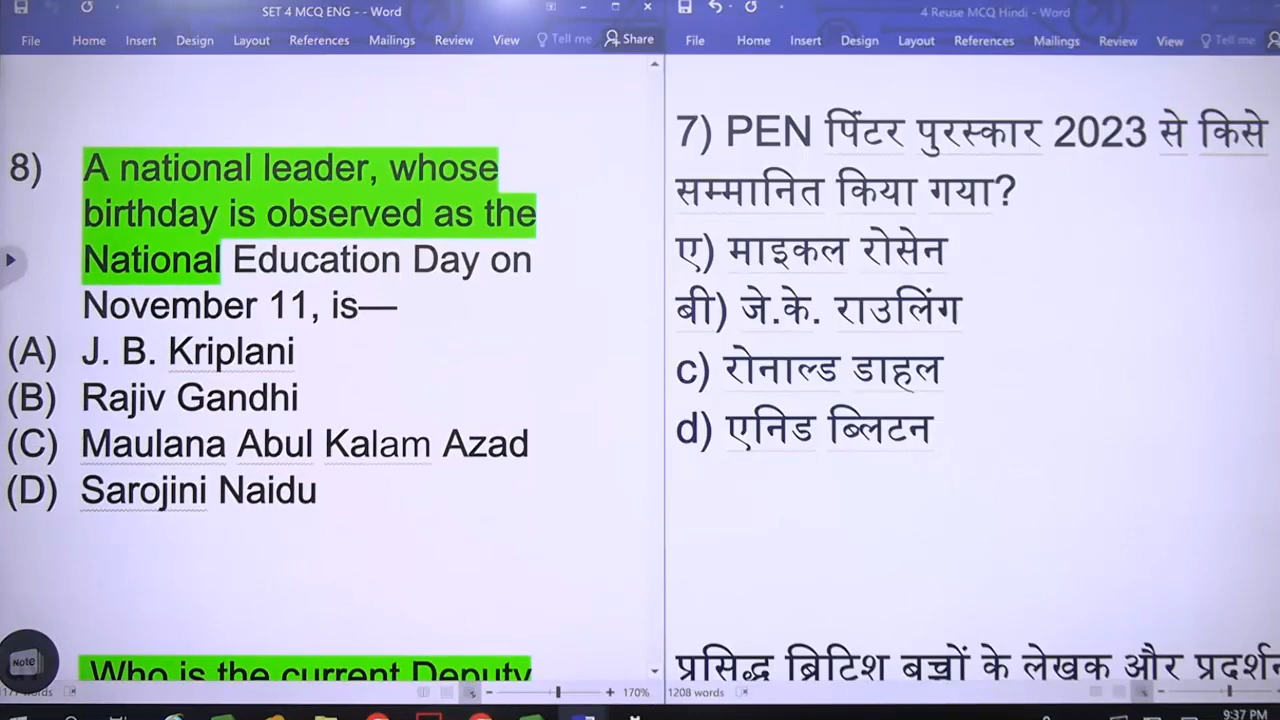 SET 4 MCQ ENG - - Word
File Home Insert Design Layout References Mailings Review View Tell me Share
8) A national leader, whose
birthday is observed as the
National Education Day on
November 11, is—
(A) J. B. Kriplani
(B) Rajiv Gandhi
(C) Maulana Abul Kalam Azad
(D) Sarojini Naidu
Note
Who is the current Deputy
words
170%
4 Reuse MCQ Hindi - Word
File Home Insert Design Layout References Mailings Review View Tell me
7) PEN पिंटर पुरस्कार 2023 से किसे
सम्मानित किया गया?
ए) माइकल रोसेन
बी) जे.के. राउलिंग
c) रोनाल्ड डाहल
d) एनिड ब्लिटन
प्रसिद्ध ब्रिटिश बच्चों के लेखक और
1208 words
9:37 PM